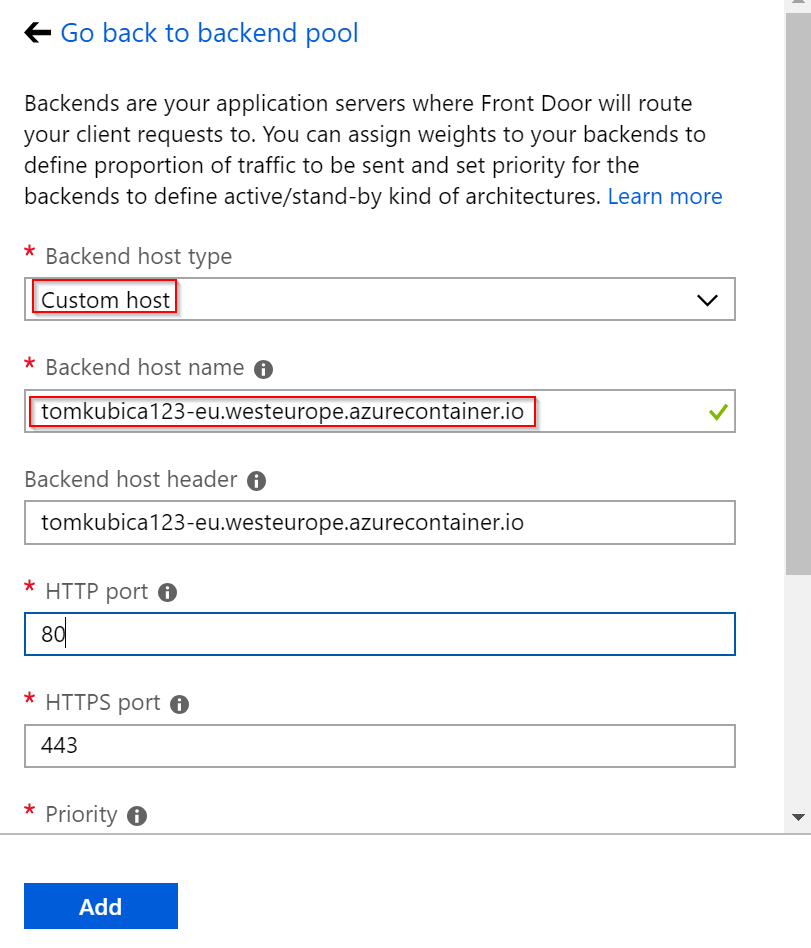 Go back to backend pool
Backends are your application servers where Front Door will route
your client requests to. You can assign weights to your backends to
define proportion of traffic to be sent and set priority for the
backends to define active/stand-by kind of architectures. Learn more
* Backend host type
Custom host
* Backend host name
tomkubica123-eu.westeurope.azurecontainer.io
Backend host header
tomkubica123-eu.westeurope.azurecontainer.io
* HTTP port
80
* HTTPS port
443
* Priority
Add